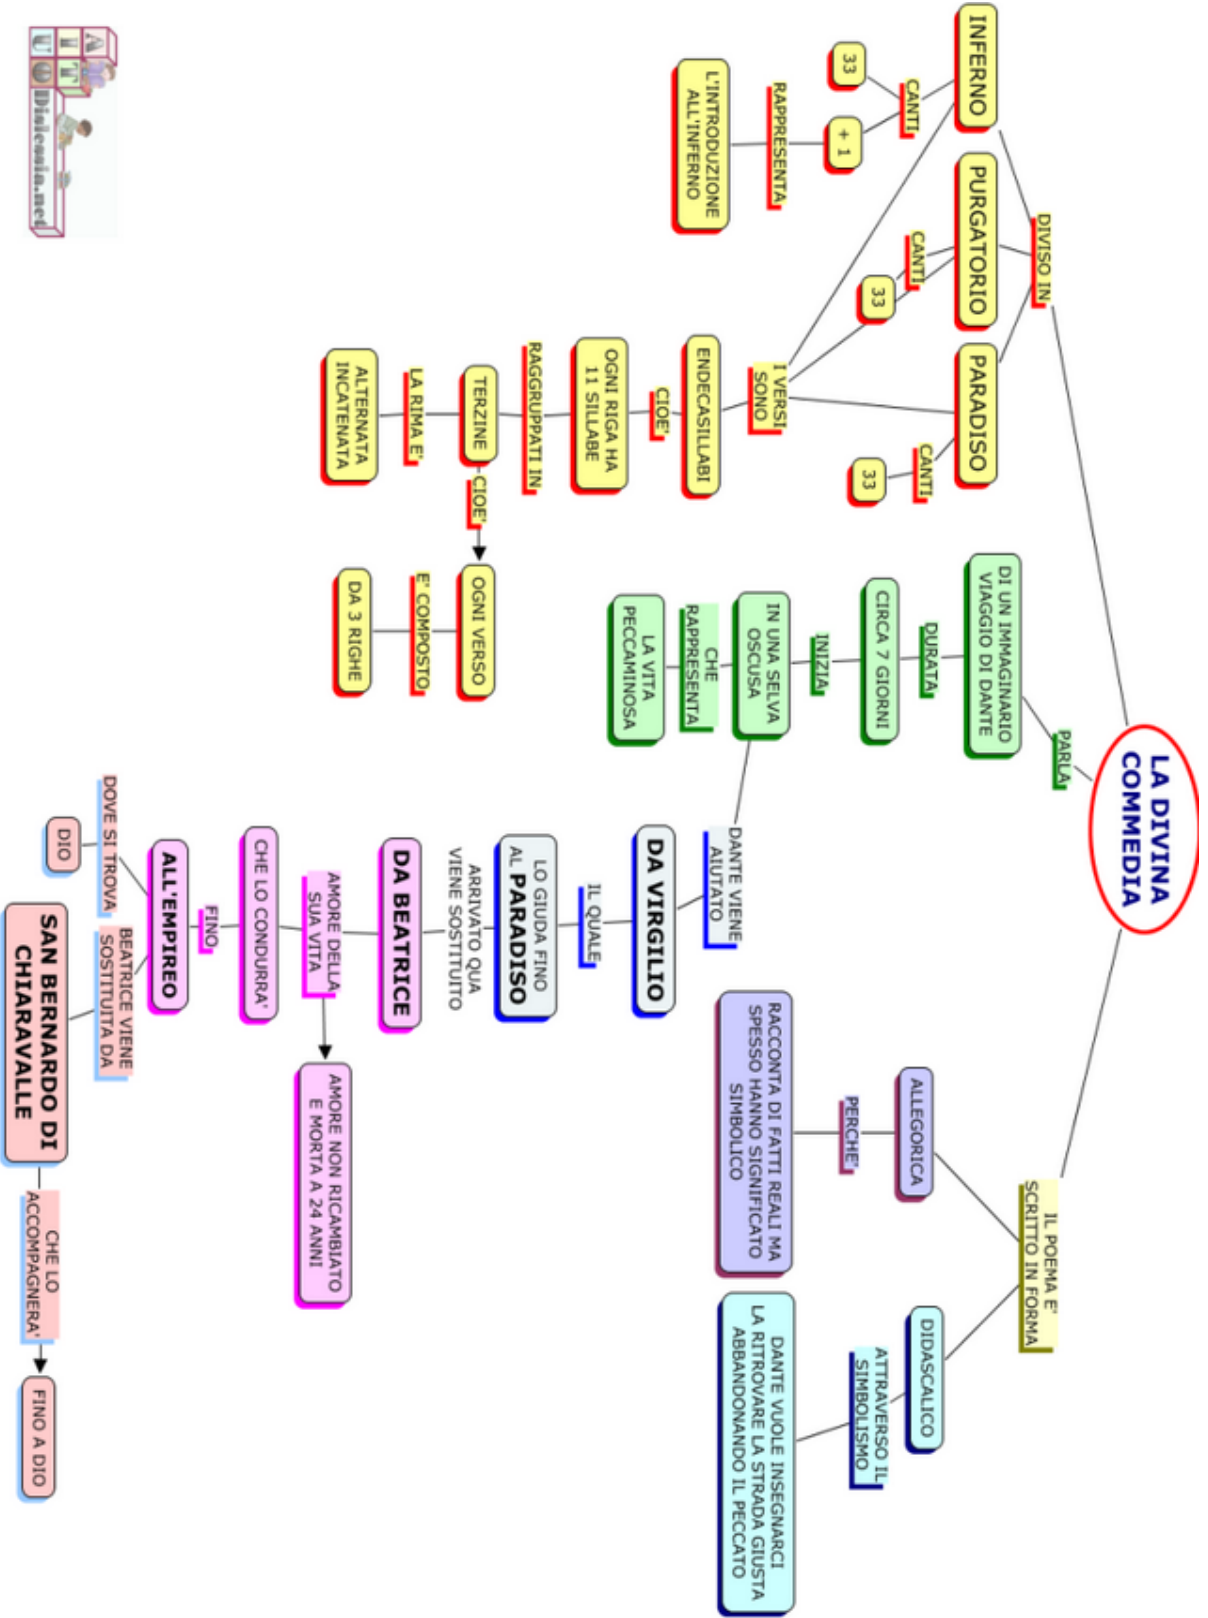 LA DIVINA
COMMEDIA
DIVISO IN
INFERNO
PURGATORIO
PARADISO
CANTI
33
+ 1
RAPPRESENTA
L'INTRODUZIONE
ALL'INFERNO
CANTI
33
CANTI
33
I VERSI
SONO
ENDECASILLABI
CIOE'
OGNI RIGA HA
11 SILLABE
RAGGRUPPATI IN
TERZINE
LA RIMA E'
ALTERNATA
INCATENATA
CIOE'
OGNI VERSO
E' COMPOSTO
DA 3 RIGHE
PARLA
DI UN IMMAGINARIO
VIAGGIO DI DANTE
DURATA
CIRCA 7 GIORNI
INIZIA
IN UNA SELVA
OSCUSA
CHE
RAPPRESENTA
LA VITA
PECCAMINOSA
DANTE VIENE
AIUTATO
DA VIRGILIO
IL QUALE
LO GIUDA FINO
AL PARADISO
ARRIVATO QUA
VIENE SOSTITUITO
DA BEATRICE
AMORE DELLA
SUA VITA
AMORE NON RICAMBIATO
E MORTA A 24 ANNI
CHE LO CONDURRA'
FINO
ALL'EMPIREO
DOVE SI TROVA
DIO
BEATRICE VIENE
SOSTITUITA DA
SAN BERNARDO DI
CHIARAVALLE
CHE LO
ACCOMPAGNERA'
FINO A DIO
IL POEMA E'
SCRITTO IN FORMA
ALLEGORICA
PERCHE'
RACCONTA DI FATTI REALI MA
SPESSO HANNO SIGNIFICATO
SIMBOLICO
DIDASCALICO
ATTRAVERSO IL
SIMBOLISMO
DANTE VUOLE INSEGNARCI
LA RITROVARE LA STRADA GIUSTA
ABBANDONANDO IL PECCATO
AIUTO
Dislessia.net